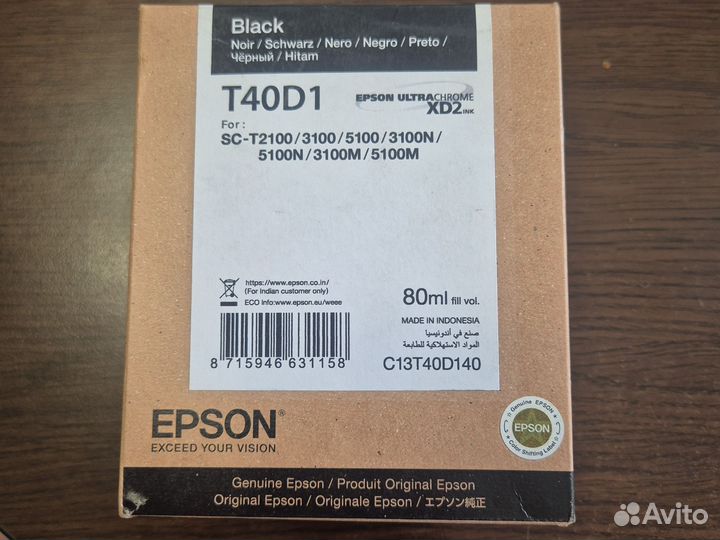 Black
Noir / Schwarz / Nero / Negro / Preto /
Чёрный / Hitam
T40D1
EPSON ULTRACHROME
XD2 INK
For :
SC-T2100 / 3100 / 5100 / 3100N /
5100N / 3100M / 5100M
https://www.epson.co.in/
(For Indian customer only)
ECO info:www.epson.eu/weee
80ml fill vol.
MADE IN INDONESIA
صنع في أندونيسيا
المواد الاستهلاكية للطابعة
8 715946 631158
C13T40D140
EPSON®
EXCEED YOUR VISION
Genuine Epson
EPSON
Color Shifting Label
Genuine Epson / Produit Original Epson
Original Epson / Originale Epson / エプソン純正
Avito